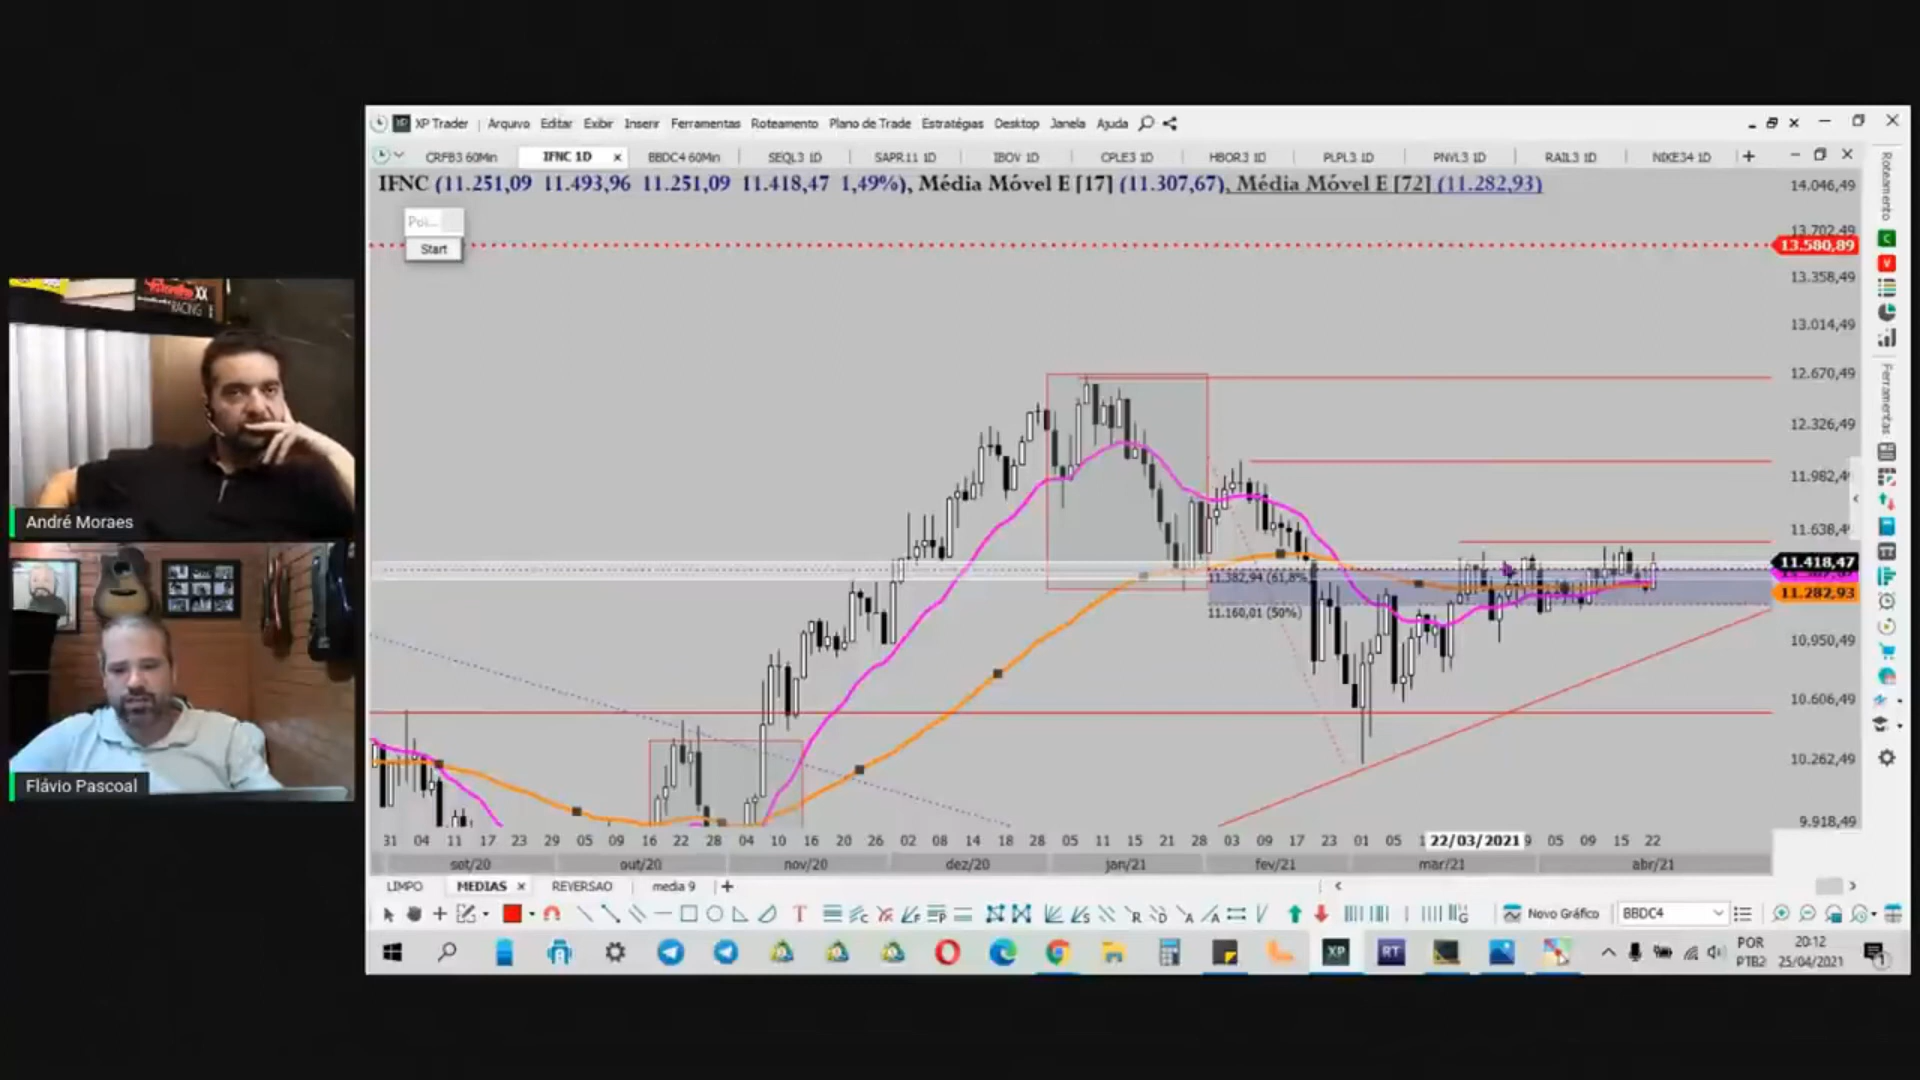 XP Trader Arquivo Editar Exibir Inserir Ferramentas Roteamento Plano de Trade Estratégias Desktop Janela Ajuda
CRFB3 60Min IFNC 1D × BBDC4 60Min SEQL3 1D SAPR11 1D IBOV 1D CPLE3 1D HBOR3 1D PLPL3 1D PNVL3 1D RAIL3 1D NIKE34 1D +
IFNC (11.251,09 11.493,96 11.251,09 11.418,47 1,49%), Média Móvel E [17] (11.307,67), Média Móvel E [72] (11.282,93)
Poi...
Start
Roteamento
Ferramentas
14.046,49
13.702,49
13.580,89
13.358,49
13.014,49
12.670,49
12.326,49
11.982,49
11.638,49
11.418,47
11.282,93
10.950,49
10.606,49
10.262,49
9.918,49
11.382,94 (61,8%)
11.160,01 (50%)
XX
RACING
André Moraes
Flávio Pascoal
31 04 11 17 23 29 05 09 16 22 28 04 10 16 20 26 02 08 14 18 28 05 11 15 21 28 03 09 17 23 01 05 22/03/2021 05 09 15 22
set/20 out/20 nov/20 dez/20 jan/21 fev/21 mar/21 abr/21
LIMPO MEDIAS × REVERSAO media 9 +
Novo Gráfico BBDC4
XP RT POR 20:12
PTB2 25/04/2021